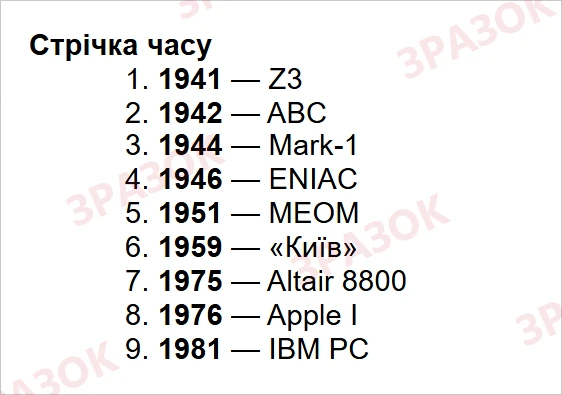 Стрічка часу
1. 1941 — Z3
2. 1942 — ABC
3. 1944 — Mark-1
4. 1946 — ENIAC
5. 1951 — МЕОМ
6. 1959 — «Київ»
7. 1975 — Altair 8800
8. 1976 — Apple I
9. 1981 — IBM PC
ЗРАЗОК
ЗРАЗОК
ЗРАЗОК
ЗРАЗОК
ЗРАЗОК
ЗРАЗОК